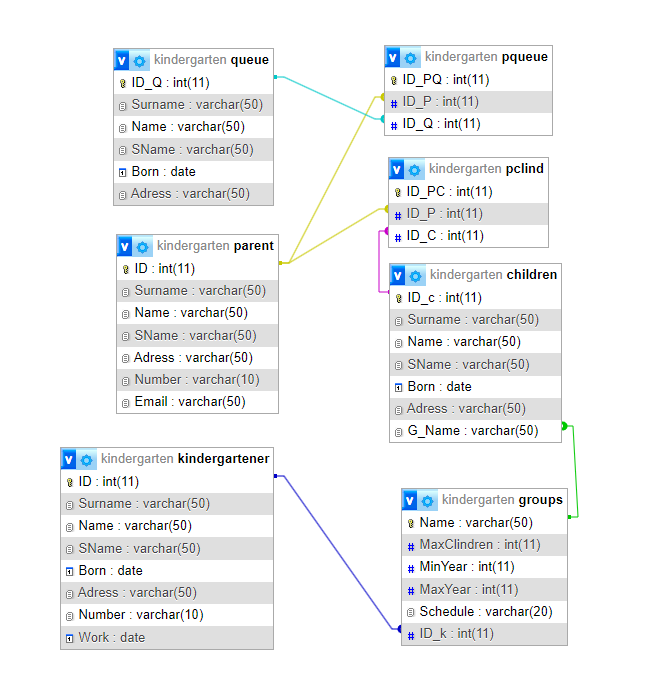 kindergarten queue
ID_Q : int(11)
Surname : varchar(50)
Name : varchar(50)
SName : varchar(50)
Born : date
Adress : varchar(50)
kindergarten pqueue
ID_PQ : int(11)
ID_P : int(11)
ID_Q : int(11)
kindergarten pclind
ID_PC : int(11)
ID_P : int(11)
ID_C : int(11)
kindergarten parent
ID : int(11)
Surname : varchar(50)
Name : varchar(50)
SName : varchar(50)
Adress : varchar(50)
Number : varchar(10)
Email : varchar(50)
kindergarten children
ID_c : int(11)
Surname : varchar(50)
Name : varchar(50)
SName : varchar(50)
Born : date
Adress : varchar(50)
G_Name : varchar(50)
kindergarten kindergartener
ID : int(11)
Surname : varchar(50)
Name : varchar(50)
SName : varchar(50)
Born : date
Adress : varchar(50)
Number : varchar(10)
Work : date
kindergarten groups
Name : varchar(50)
MaxClindren : int(11)
MinYear : int(11)
MaxYear : int(11)
Schedule : varchar(20)
ID_k : int(11)